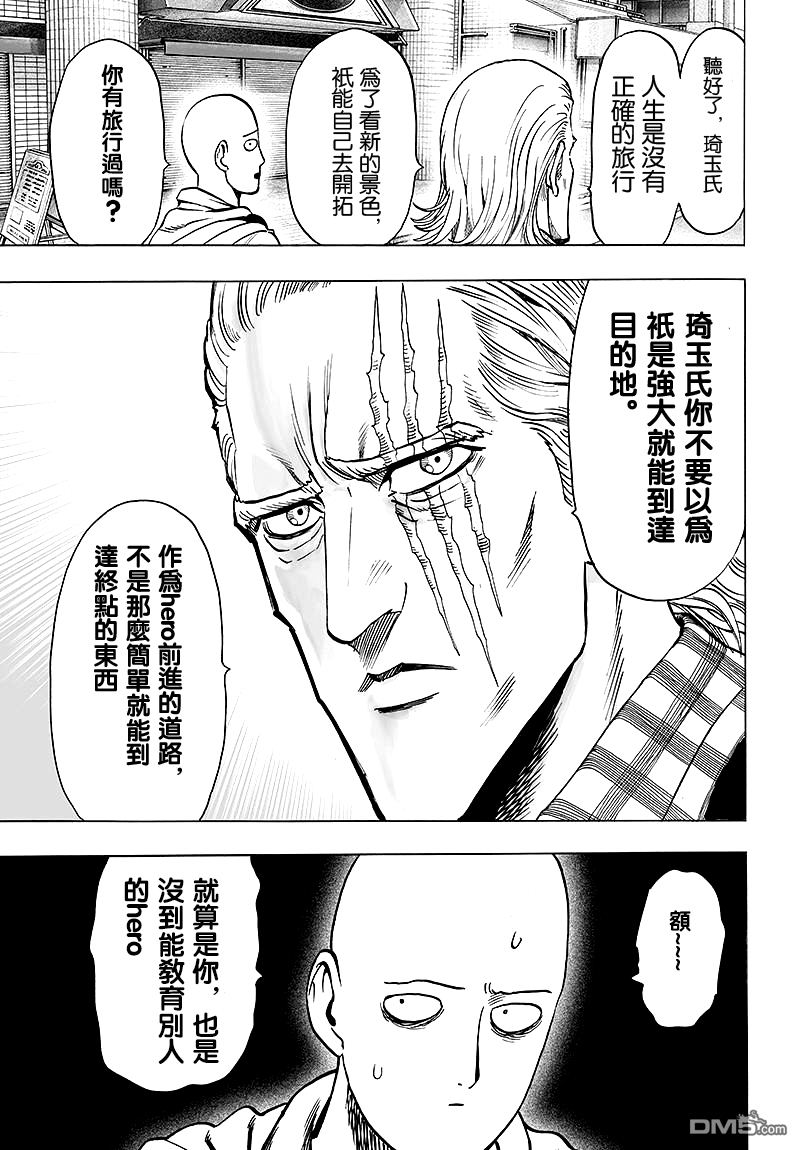 聽好了，琦玉氏
人生是沒有
正確的旅行
為了看新的景色，
衹能自己去開拓
你有旅行過嗎？
琦玉氏你不要以為
衹是強大就能到達
目的地。
作為hero前進的道路，
不是那麼簡單就能到
達終點的東西
額~~~
就算是你，也是
沒到能教育別人
的hero
DM5.com